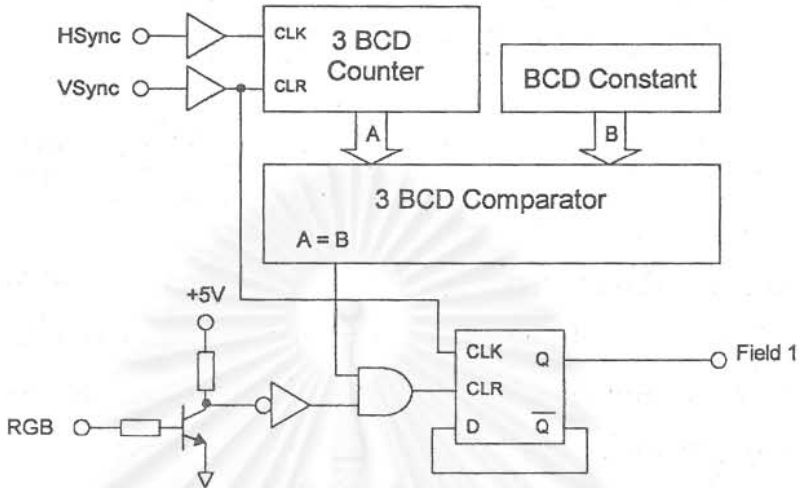 HSync
CLK
3 BCD
Counter
VSync
CLR
BCD Constant
A
B
3 BCD Comparator
A = B
+5V
CLK
Q
Field 1
CLR
RGB
D
Q